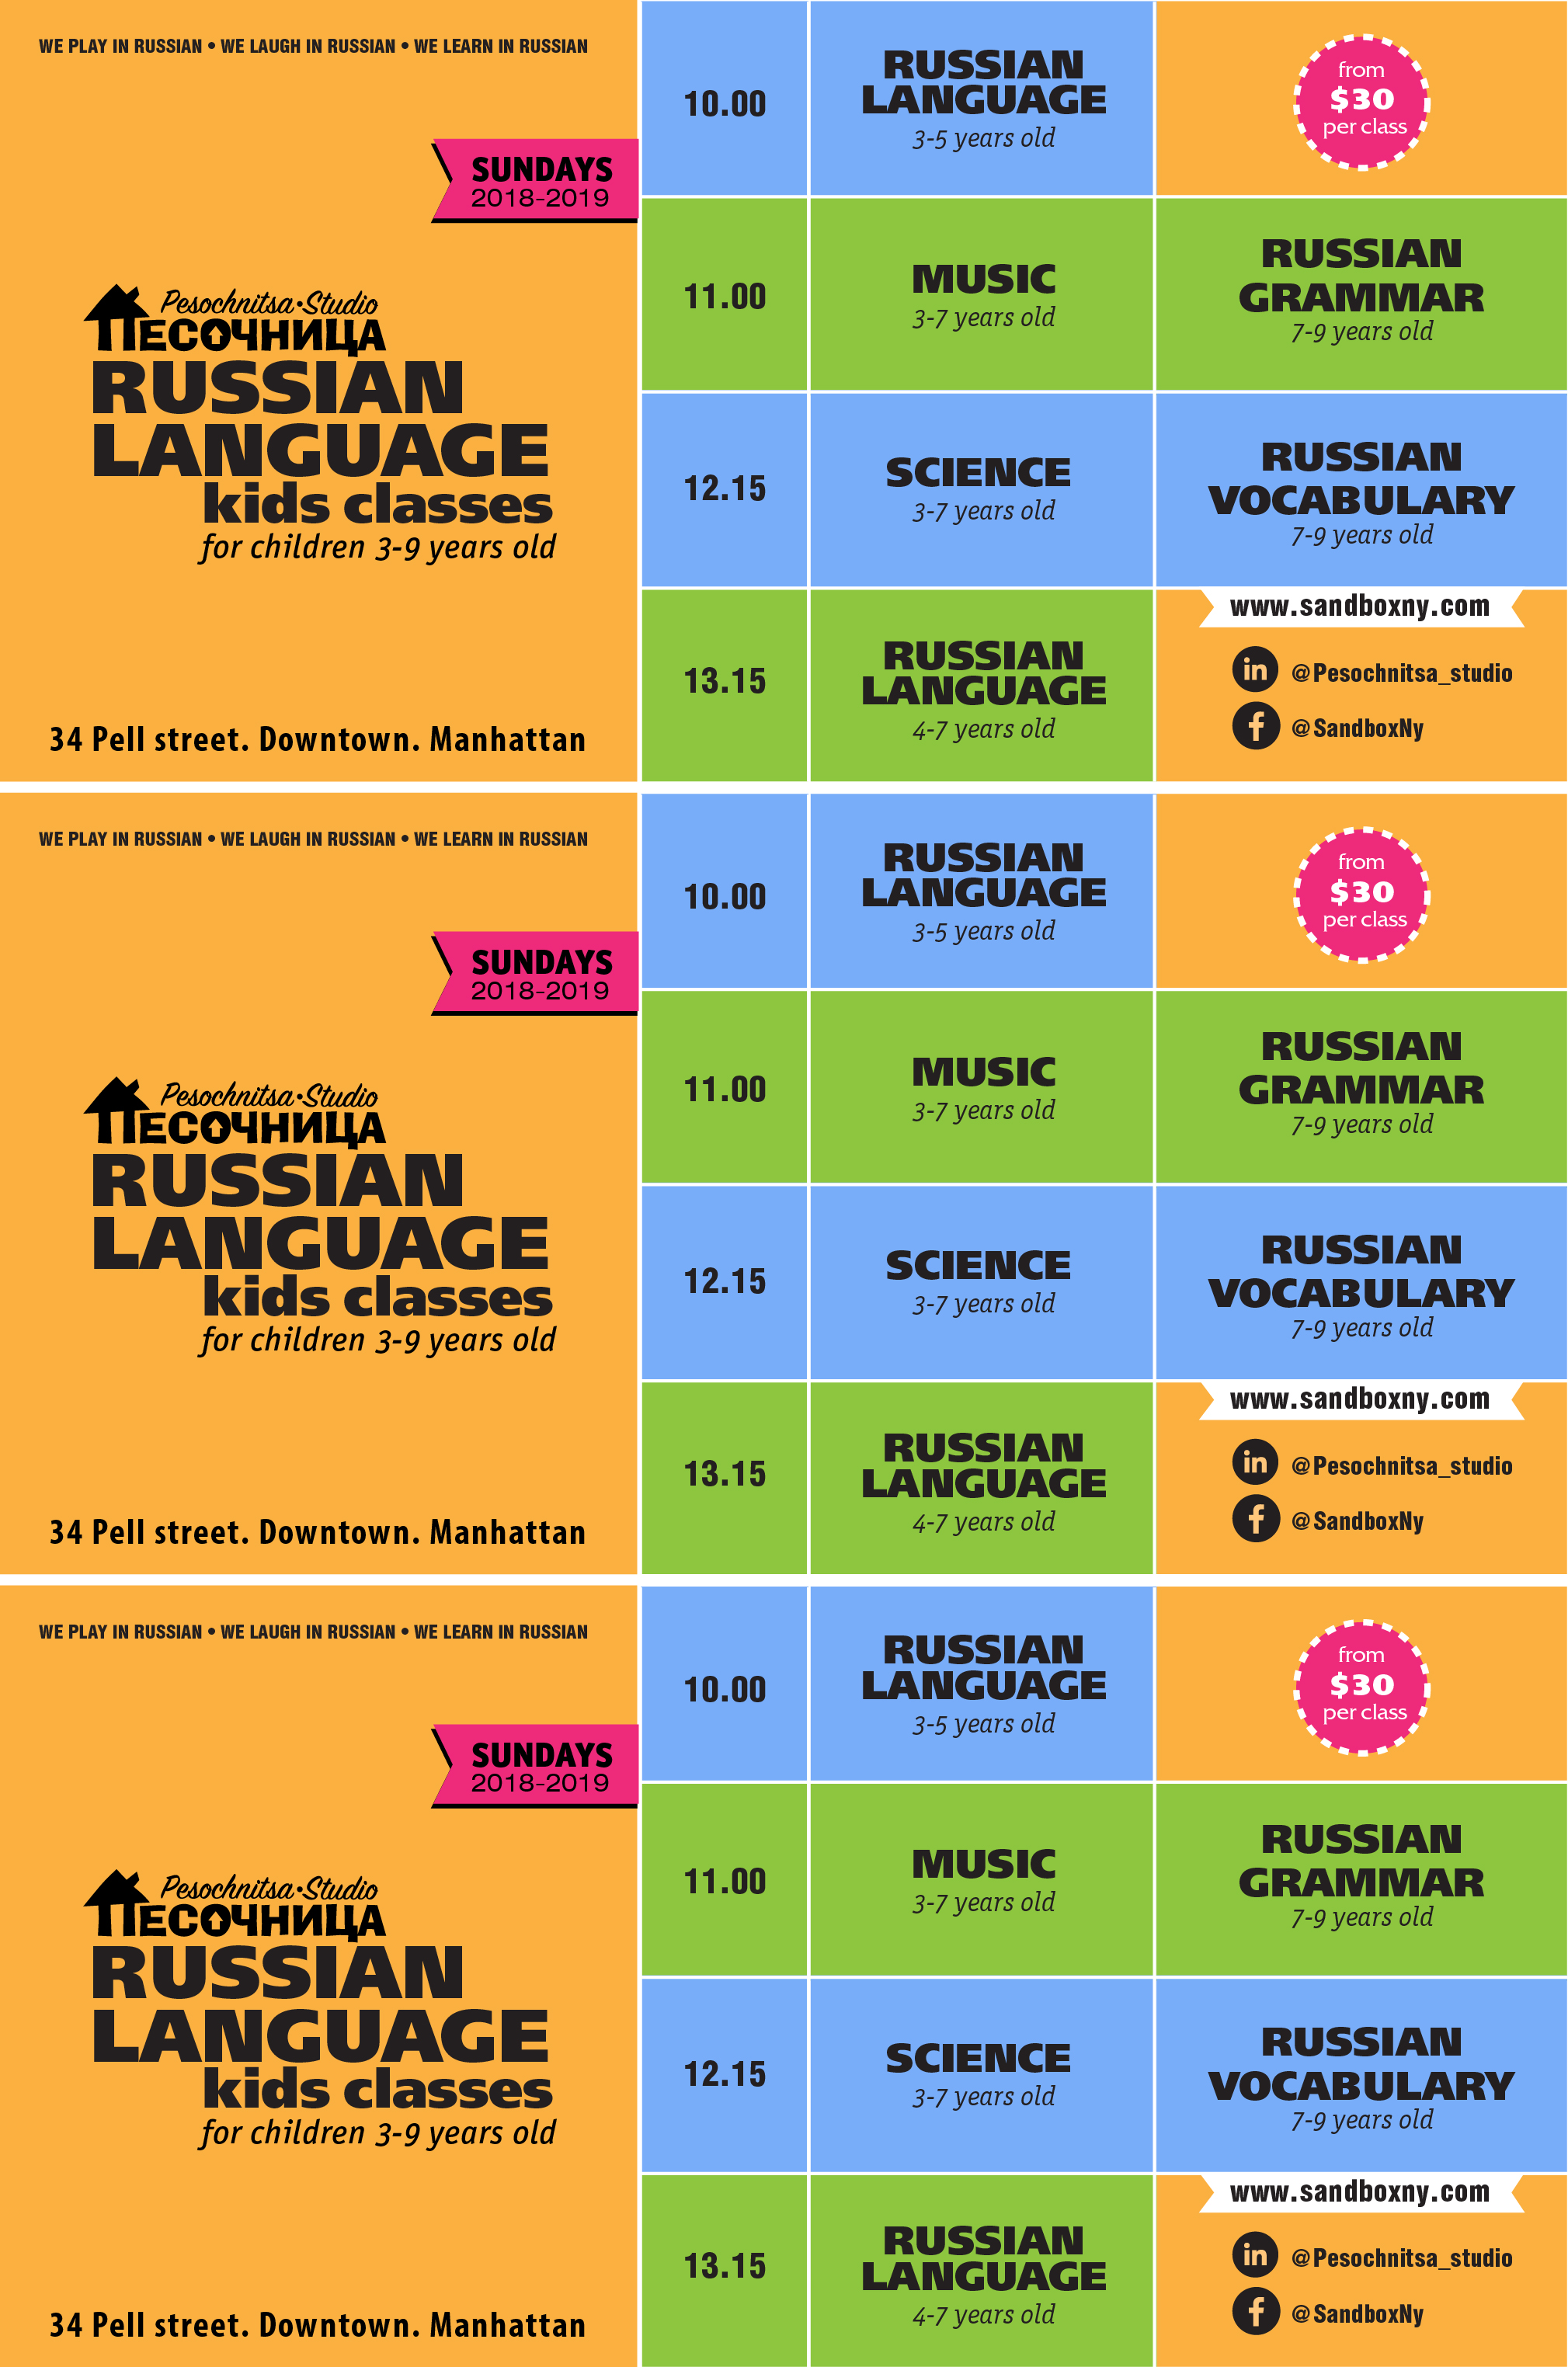 WE PLAY IN RUSSIAN • WE LAUGH IN RUSSIAN • WE LEARN IN RUSSIAN
SUNDAYS
2018-2019
Pesochnitsa•Studio
ПЕСОЧНИЦА
RUSSIAN
LANGUAGE
kids classes
for children 3-9 years old
34 Pell street. Downtown. Manhattan
10.00
RUSSIAN
LANGUAGE
3-5 years old
from
$30
per class
11.00
MUSIC
3-7 years old
RUSSIAN
GRAMMAR
7-9 years old
12.15
SCIENCE
3-7 years old
RUSSIAN
VOCABULARY
7-9 years old
13.15
RUSSIAN
LANGUAGE
4-7 years old
www.sandboxny.com
in @Pesochnitsa_studio
f @SandboxNy
WE PLAY IN RUSSIAN • WE LAUGH IN RUSSIAN • WE LEARN IN RUSSIAN
SUNDAYS
2018-2019
Pesochnitsa•Studio
ПЕСОЧНИЦА
RUSSIAN
LANGUAGE
kids classes
for children 3-9 years old
34 Pell street. Downtown. Manhattan
10.00
RUSSIAN
LANGUAGE
3-5 years old
from
$30
per class
11.00
MUSIC
3-7 years old
RUSSIAN
GRAMMAR
7-9 years old
12.15
SCIENCE
3-7 years old
RUSSIAN
VOCABULARY
7-9 years old
13.15
RUSSIAN
LANGUAGE
4-7 years old
www.sandboxny.com
in @Pesochnitsa_studio
f @SandboxNy
WE PLAY IN RUSSIAN • WE LAUGH IN RUSSIAN • WE LEARN IN RUSSIAN
SUNDAYS
2018-2019
Pesochnitsa•Studio
ПЕСОЧНИЦА
RUSSIAN
LANGUAGE
kids classes
for children 3-9 years old
34 Pell street. Downtown. Manhattan
10.00
RUSSIAN
LANGUAGE
3-5 years old
from
$30
per class
11.00
MUSIC
3-7 years old
RUSSIAN
GRAMMAR
7-9 years old
12.15
SCIENCE
3-7 years old
RUSSIAN
VOCABULARY
7-9 years old
13.15
RUSSIAN
LANGUAGE
4-7 years old
www.sandboxny.com
in @Pesochnitsa_studio
f @SandboxNy